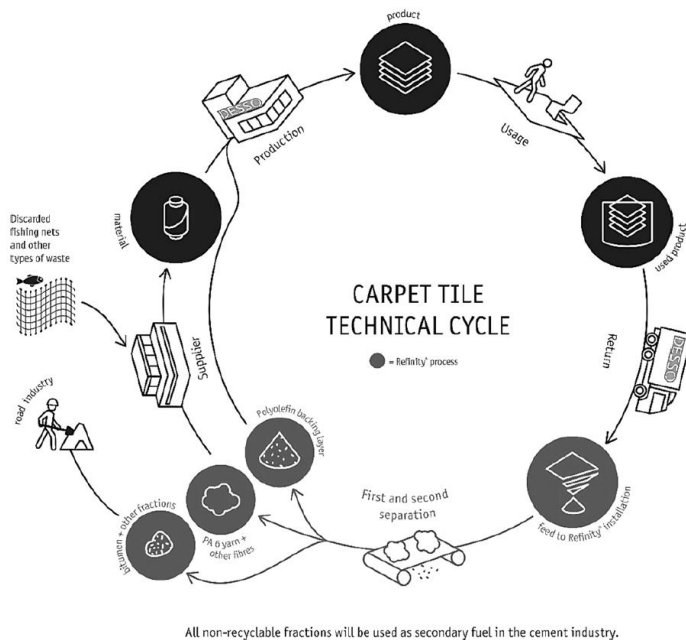 product
DESSO
Production
Usage
material
used product
Discarded
fishing nets
and other
types of waste
CARPET TILE
TECHNICAL CYCLE
= Refinity® process
Supplier
Return
DESSO
road industry
Polyolefin backing layer
First and second
separation
feed to Refinity® installation
PA 6 yarn +
other fibres
bitumen + other fractions
All non-recyclable fractions will be used as secondary fuel in the cement industry.